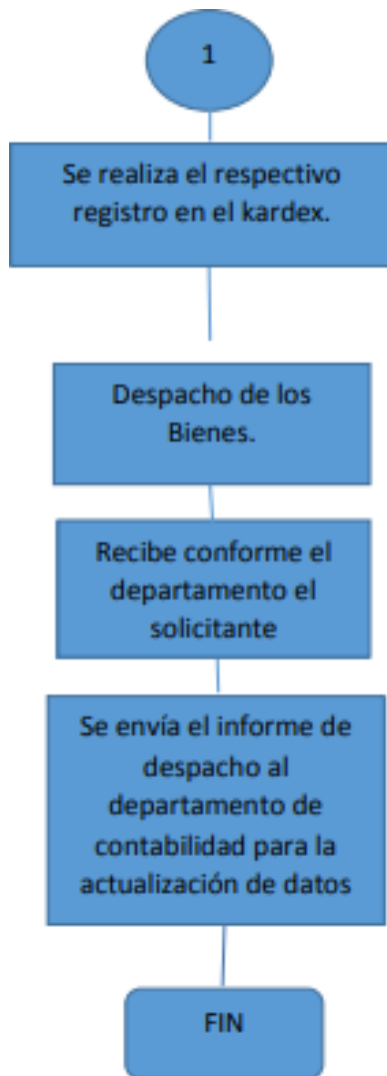 1
Se realiza el respectivo
registro en el kardex.
Despacho de los
Bienes.
Recibe conforme el
departamento el
solicitante
Se envía el informe de
despacho al
departamento de
contabilidad para la
actualización de datos
FIN